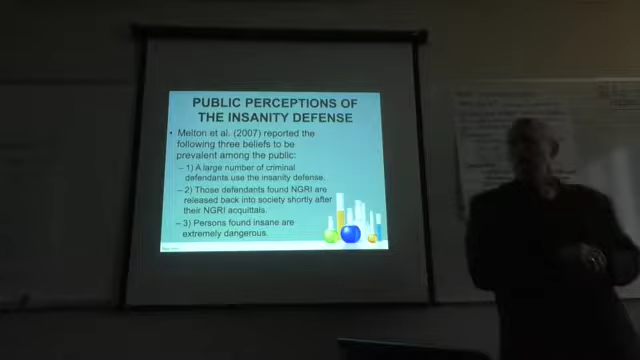 PUBLIC PERCEPTIONS OF
THE INSANITY DEFENSE
• Melton et al. (2007) reported the
following three beliefs to be
prevalent among the public:
– 1) A large number of criminal
defendants use the insanity defense.
– 2) Those defendants found NGRI are
released back into society shortly after
their NGRI acquittals.
– 3) Persons found insane are
extremely dangerous.